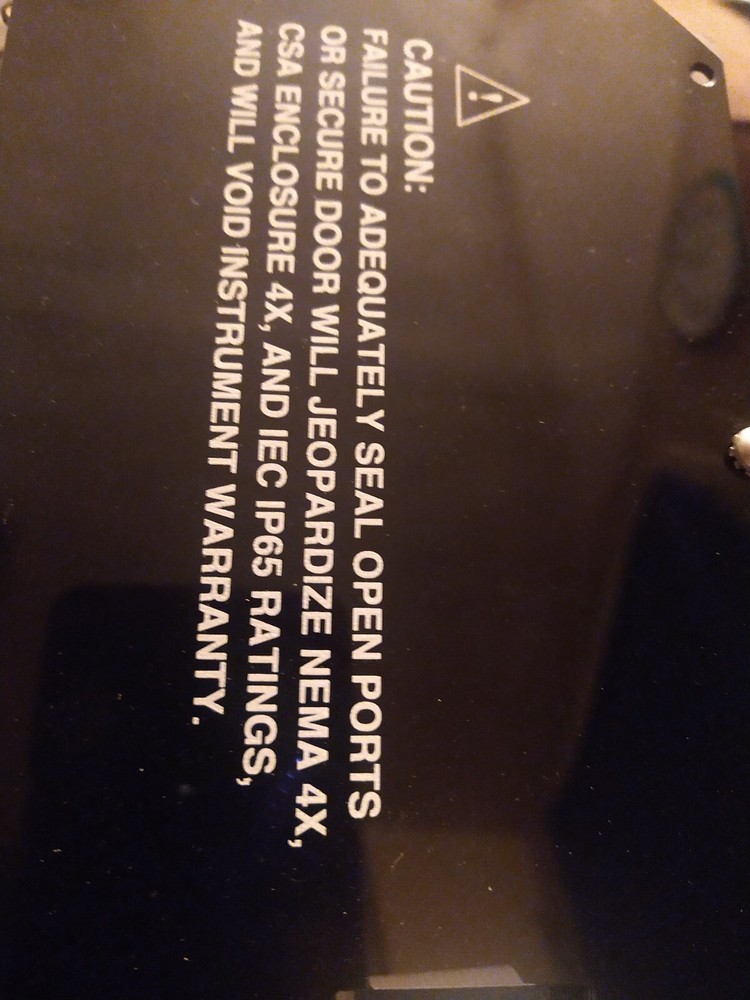 CAUTION:
FAILURE TO ADEQUATELY SEAL OPEN PORTS
OR SECURE DOOR WILL JEOPARDIZE NEMA 4X,
CSA ENCLOSURE 4X, AND IEC IP65 RATINGS,
AND WILL VOID INSTRUMENT WARRANTY.